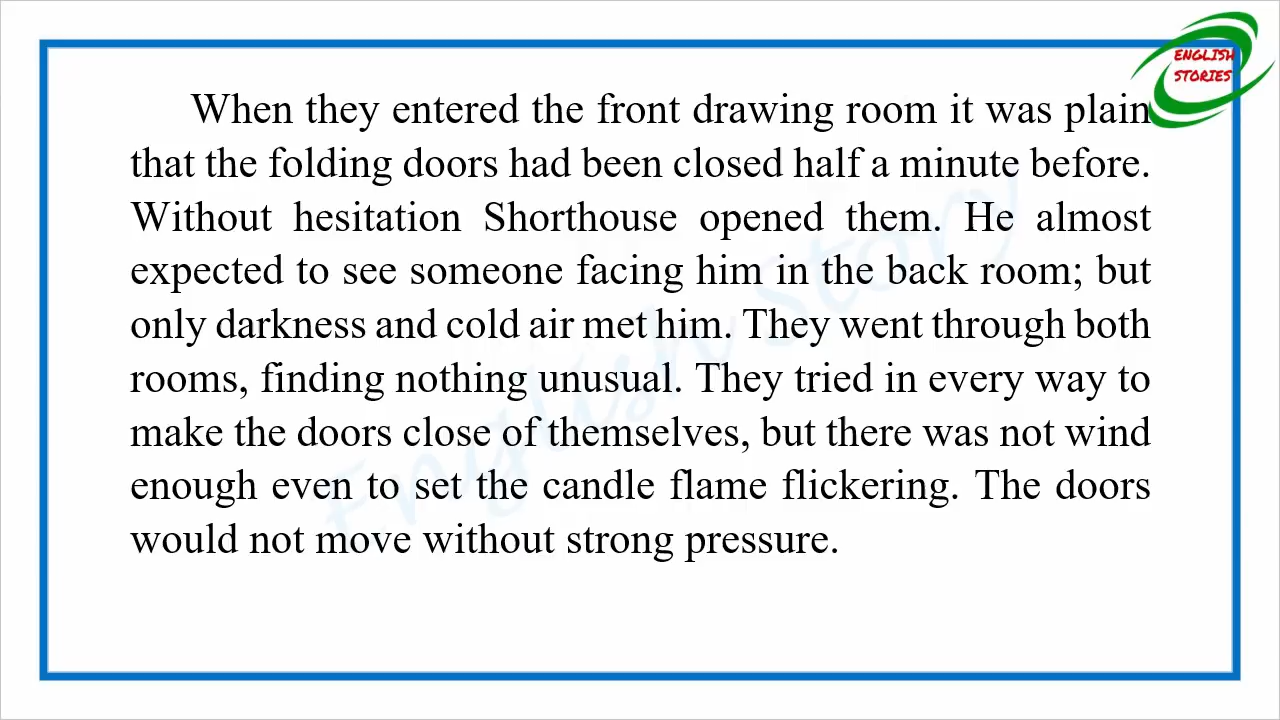 ENGLISH
STORIES
When they entered the front drawing room it was plain
that the folding doors had been closed half a minute before.
Without hesitation Shorthouse opened them. He almost
expected to see someone facing him in the back room; but
only darkness and cold air met him. They went through both
rooms, finding nothing unusual. They tried in every way to
make the doors close of themselves, but there was not wind
enough even to set the candle flame flickering. The doors
would not move without strong pressure.
English Story